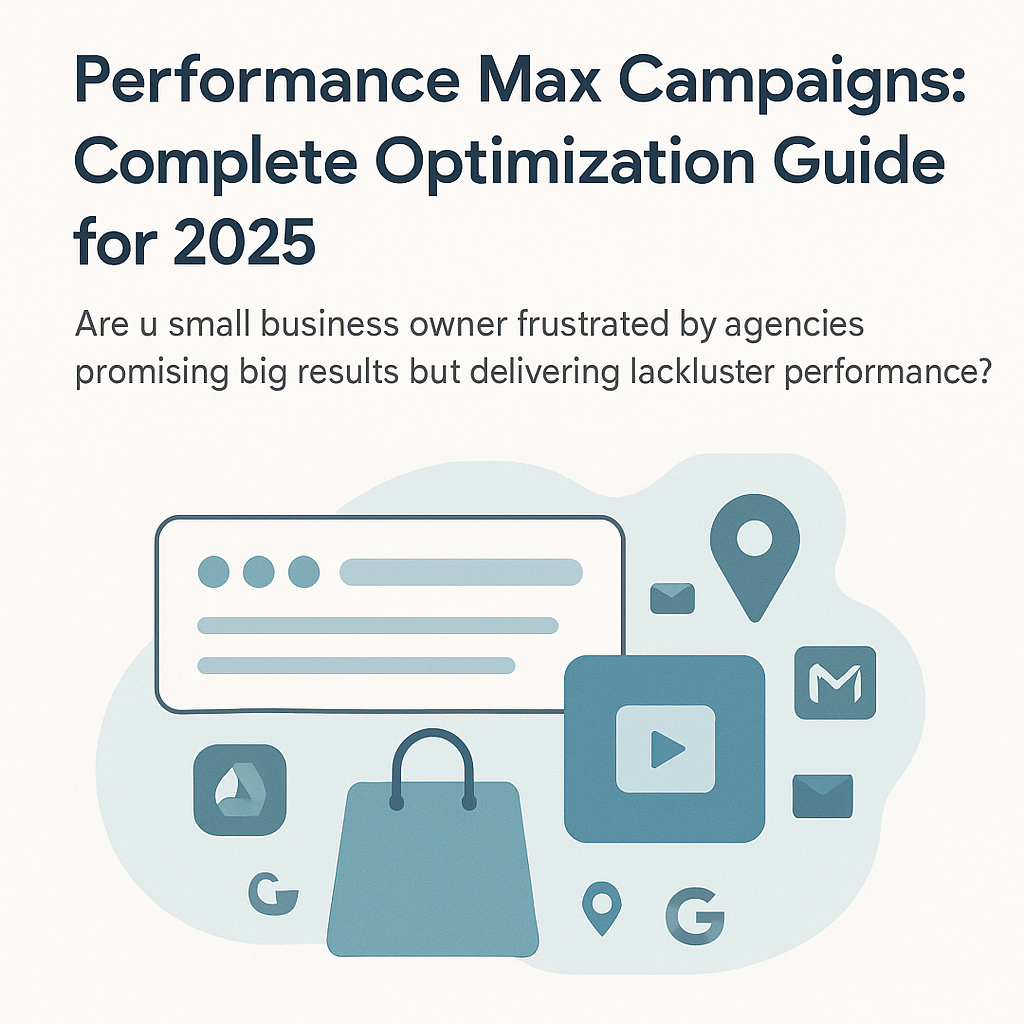 Performance Max Campaigns:
Complete Optimization Guide
for 2025
Are u small business owner frustrated by agencies
promising big results but delivering lackluster performance?
M
G
G